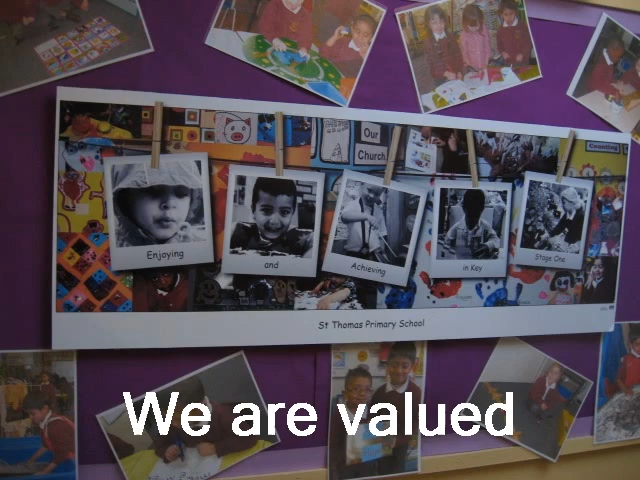 Our
Church
Counting
Enjoying
and
Achieving
in Key
Stage One
St Thomas Primary School
We are valued